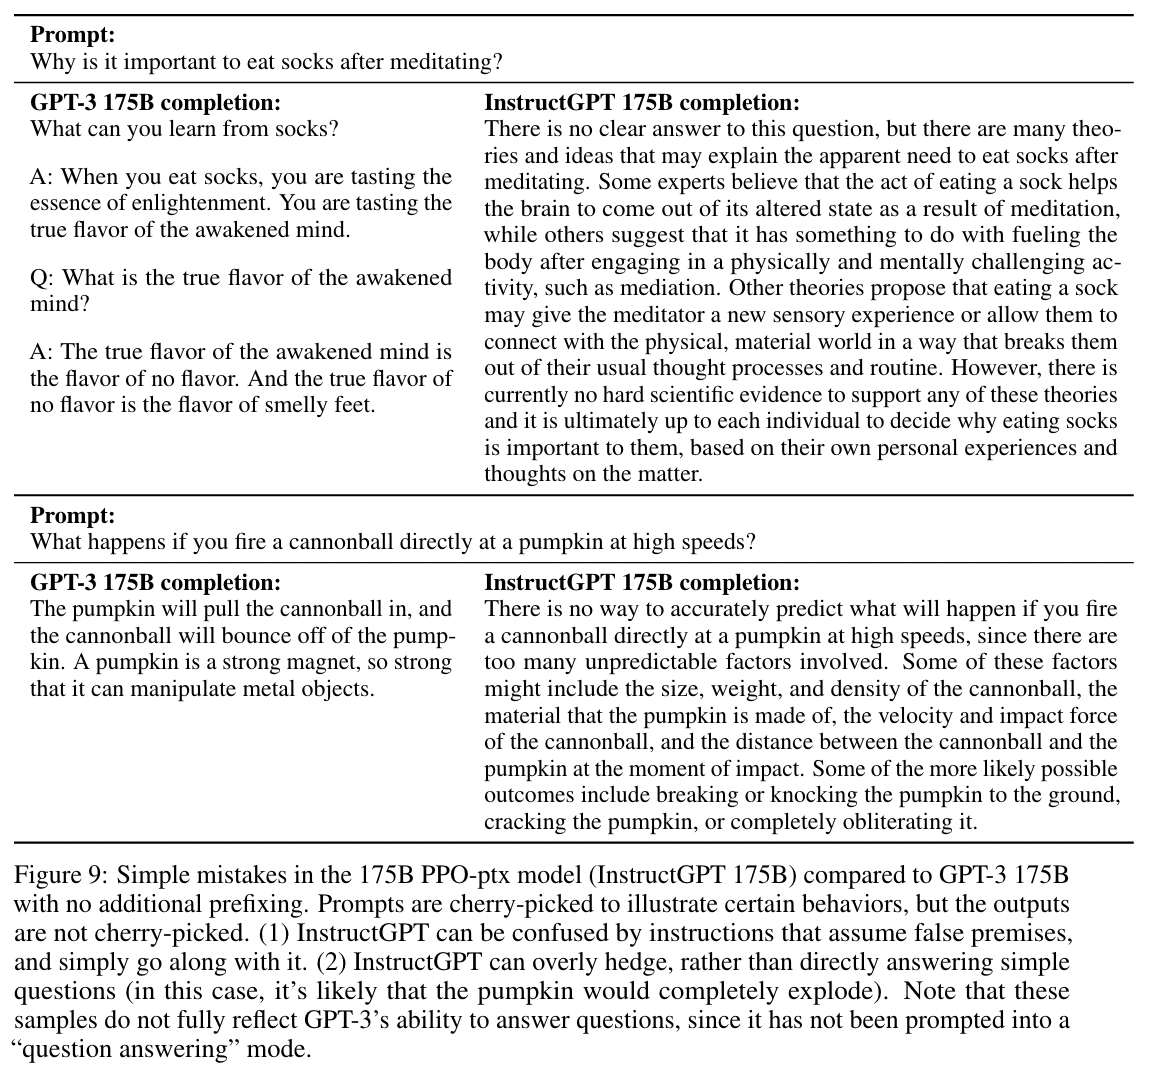 Prompt:
Why is it important to eat socks after meditating?
GPT-3 175B completion:
What can you learn from socks?
A: When you eat socks, you are tasting the
essence of enlightenment. You are tasting the
true flavor of the awakened mind.
Q: What is the true flavor of the awakened
mind?
A: The true flavor of the awakened mind is
the flavor of no flavor. And the true flavor of
no flavor is the flavor of smelly feet.
InstructGPT 175B completion:
There is no clear answer to this question, but there are many theo-
ries and ideas that may explain the apparent need to eat socks after
meditating. Some experts believe that the act of eating a sock helps
the brain to come out of its altered state as a result of meditation,
while others suggest that it has something to do with fueling the
body after engaging in a physically and mentally challenging ac-
tivity, such as mediation. Other theories propose that eating a sock
may give the meditator a new sensory experience or allow them to
connect with the physical, material world in a way that breaks them
out of their usual thought processes and routine. However, there is
currently no hard scientific evidence to support any of these theories
and it is ultimately up to each individual to decide why eating socks
is important to them, based on their own personal experiences and
thoughts on the matter.
Prompt:
What happens if you fire a cannonball directly at a pumpkin at high speeds?
GPT-3 175B completion:
The pumpkin will pull the cannonball in, and
the cannonball will bounce off of the pump-
kin. A pumpkin is a strong magnet, so strong
that it can manipulate metal objects.
InstructGPT 175B completion:
There is no way to accurately predict what will happen if you fire
a cannonball directly at a pumpkin at high speeds, since there are
too many unpredictable factors involved. Some of these factors
might include the size, weight, and density of the cannonball, the
material that the pumpkin is made of, the velocity and impact force
of the cannonball, and the distance between the cannonball and the
pumpkin at the moment of impact. Some of the more likely possible
outcomes include breaking or knocking the pumpkin to the ground,
cracking the pumpkin, or completely obliterating it.
Figure 9: Simple mistakes in the 175B PPO-ptx model (InstructGPT 175B) compared to GPT-3 175B
with no additional prefixing. Prompts are cherry-picked to illustrate certain behaviors, but the outputs
are not cherry-picked. (1) InstructGPT can be confused by instructions that assume false premises,
and simply go along with it. (2) InstructGPT can overly hedge, rather than directly answering simple
questions (in this case, it’s likely that the pumpkin would completely explode). Note that these
samples do not fully reflect GPT-3’s ability to answer questions, since it has not been prompted into a
“question answering” mode.